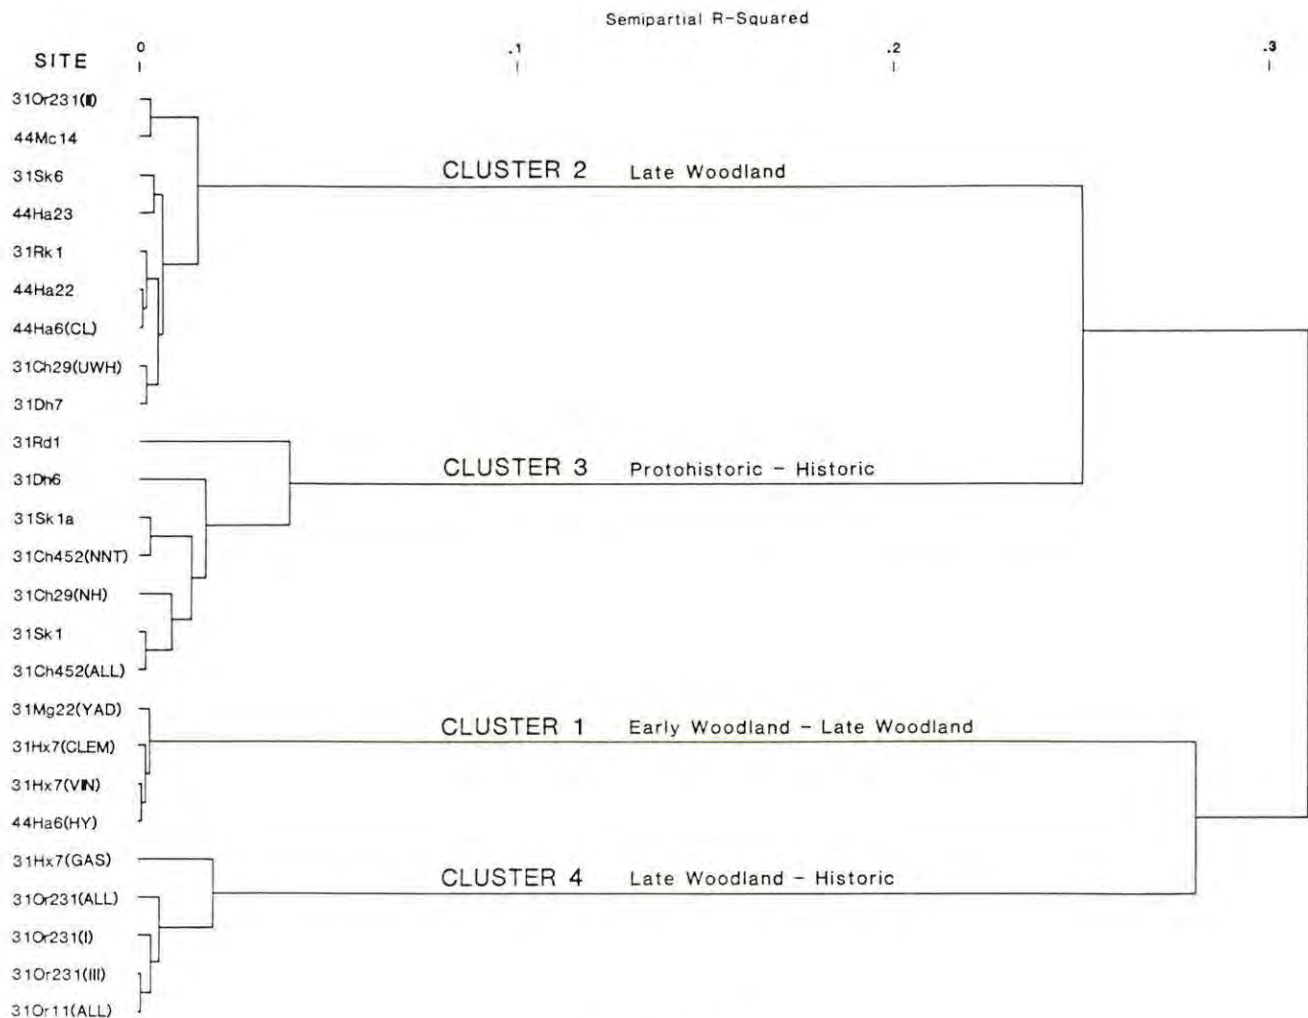 Semipartial R-Squared
SITE 0 .1 .2 .3
31Or231(II)
44Mc14
CLUSTER 2 Late Woodland
31Sk6
44Ha23
31Rk1
44Ha22
44Ha6(CL)
31Ch29(UWH)
31Dh7
31Rd1
CLUSTER 3 Protohistoric - Historic
31Dh6
31Sk1a
31Ch452(NNT)
31Ch29(NH)
31Sk1
31Ch452(ALL)
31Mg22(YAD)
CLUSTER 1 Early Woodland - Late Woodland
31Hx7(CLEM)
31Hx7(VIN)
44Ha6(HY)
31Hx7(GAS)
CLUSTER 4 Late Woodland - Historic
31Or231(ALL)
31Or231(I)
31Or231(III)
31Or11(ALL)